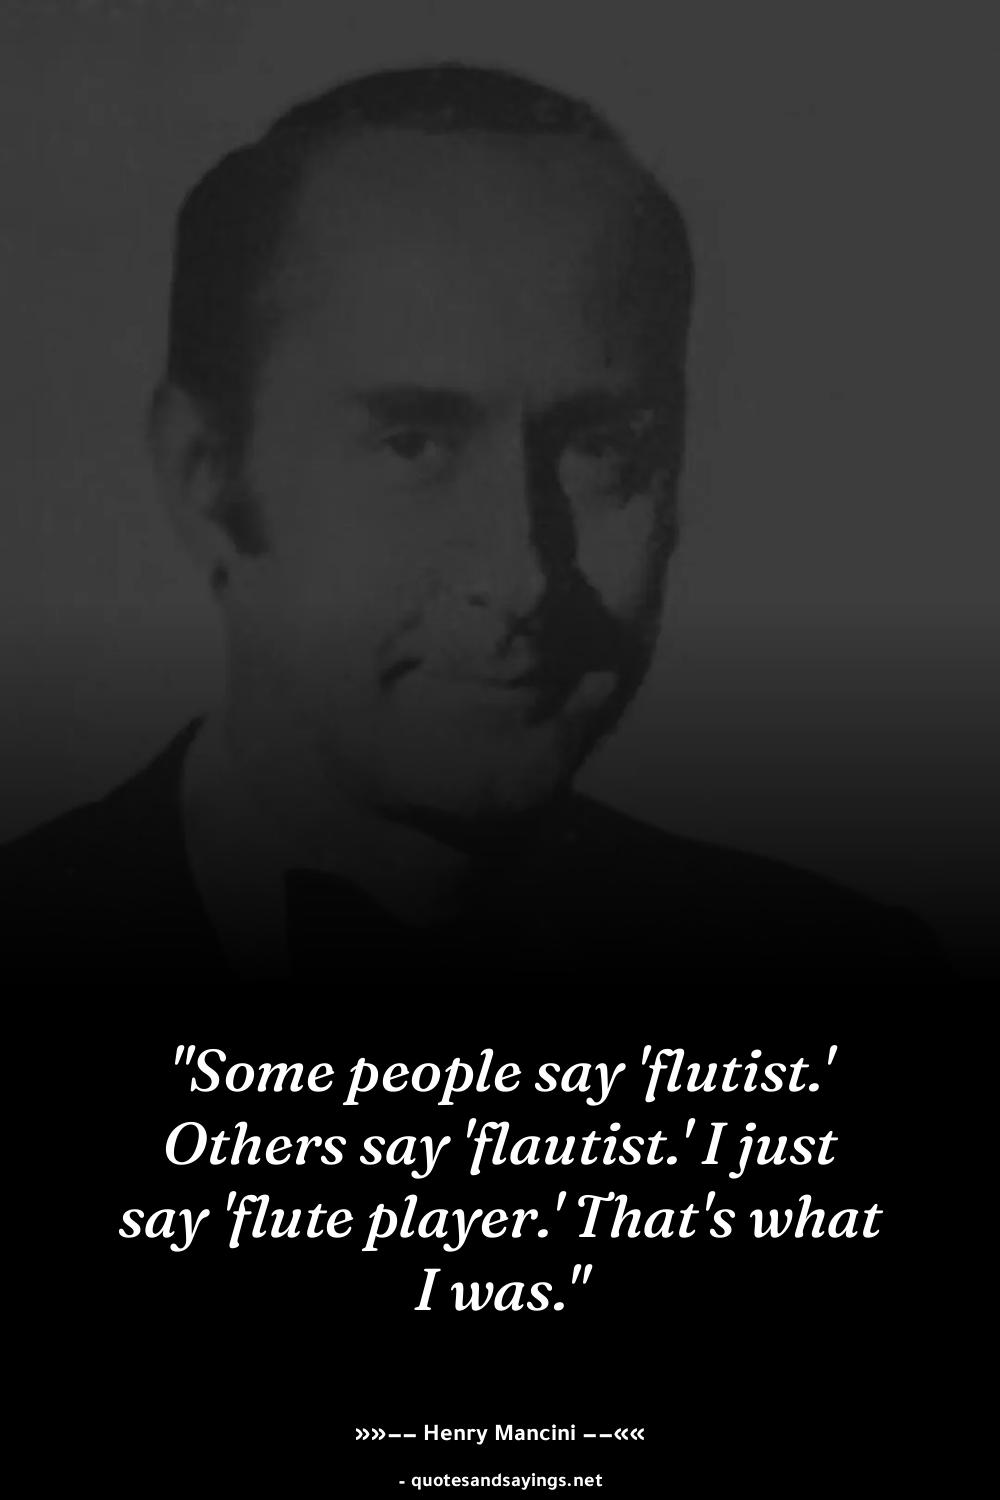 "Some people say 'flutist.'
Others say 'flautist.' I just
say 'flute player.' That's what
I was."
»»−− Henry Mancini −−««
- quotesandsayings.net